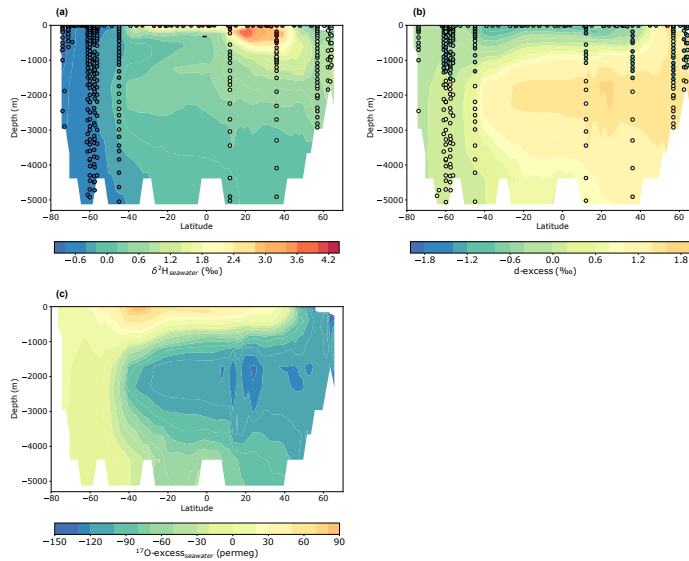 (a)
(b)
0
−1000
−2000
−3000
−4000
−5000
Depth (m)
−80 −60 −40 −20 0 20 40 60
Latitude
0
−1000
−2000
−3000
−4000
−5000
Depth (m)
−80 −60 −40 −20 0 20 40 60
Latitude
−0.6 0.0 0.6 1.2 1.8 2.4 3.0 3.6 4.2
δ²H_seawater (‰)
−1.8 −1.2 −0.6 0.0 0.6 1.2 1.8
d-excess (‰)
(c)
0
−1000
−2000
−3000
−4000
−5000
Depth (m)
−80 −60 −40 −20 0 20 40 60
Latitude
−150 −120 −90 −60 −30 0 30 60 90
¹⁷O-excess_seawater (permeg)